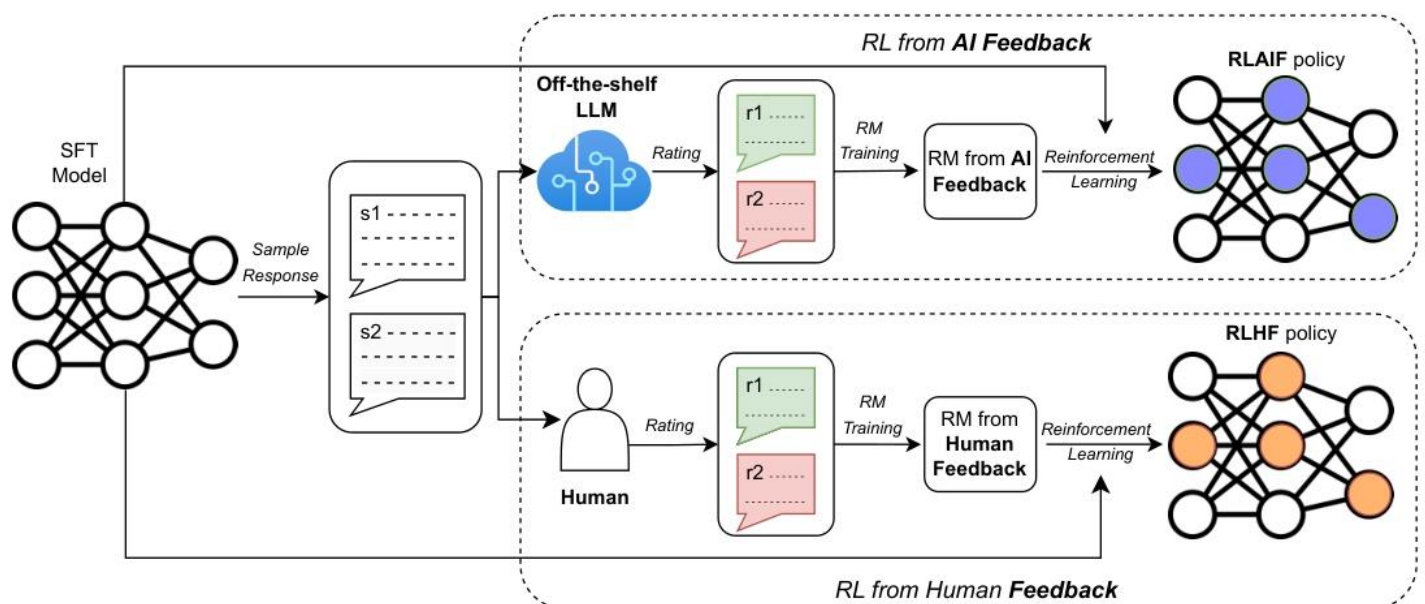 SFT
Model
Sample
Response
s1
s2
RL from AI Feedback
Off-the-shelf
LLM
Rating
r1
r2
RM
Training
RM from AI
Feedback
Reinforcement
Learning
RLAIF policy
Human
Rating
r1
r2
RM
Training
RM from
Human
Feedback
Reinforcement
Learning
RLHF policy
RL from Human Feedback